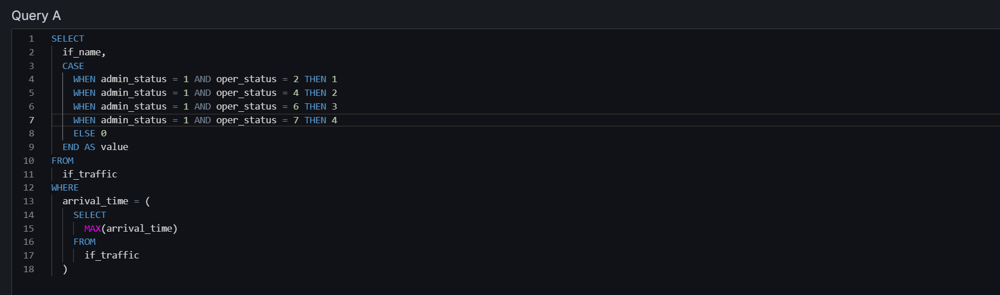 Query A
1 SELECT
2 if_name,
3 CASE
4 WHEN admin_status = 1 AND oper_status = 2 THEN 1
5 WHEN admin_status = 1 AND oper_status = 4 THEN 2
6 WHEN admin_status = 1 AND oper_status = 6 THEN 3
7 WHEN admin_status = 1 AND oper_status = 7 THEN 4
8 ELSE 0
9 END AS value
10 FROM
11 if_traffic
12 WHERE
13 arrival_time = (
14 SELECT
15 MAX(arrival_time)
16 FROM
17 if_traffic
18 )